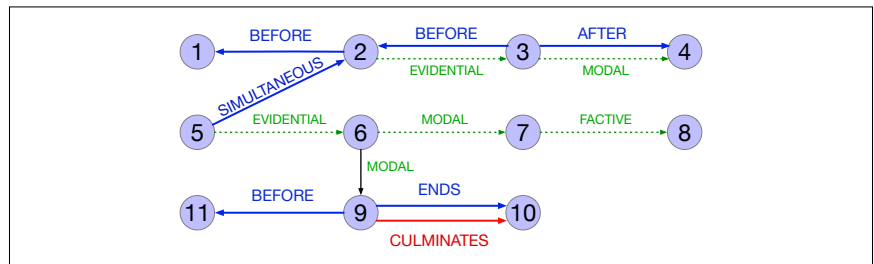 BEFORE BEFORE AFTER
1 2 3 4
EVIDENTIAL MODAL
SIMULTANEOUS
EVIDENTIAL MODAL FACTIVE
5 6 7 8
MODAL
BEFORE ENDS
11 9 10
CULMINATES